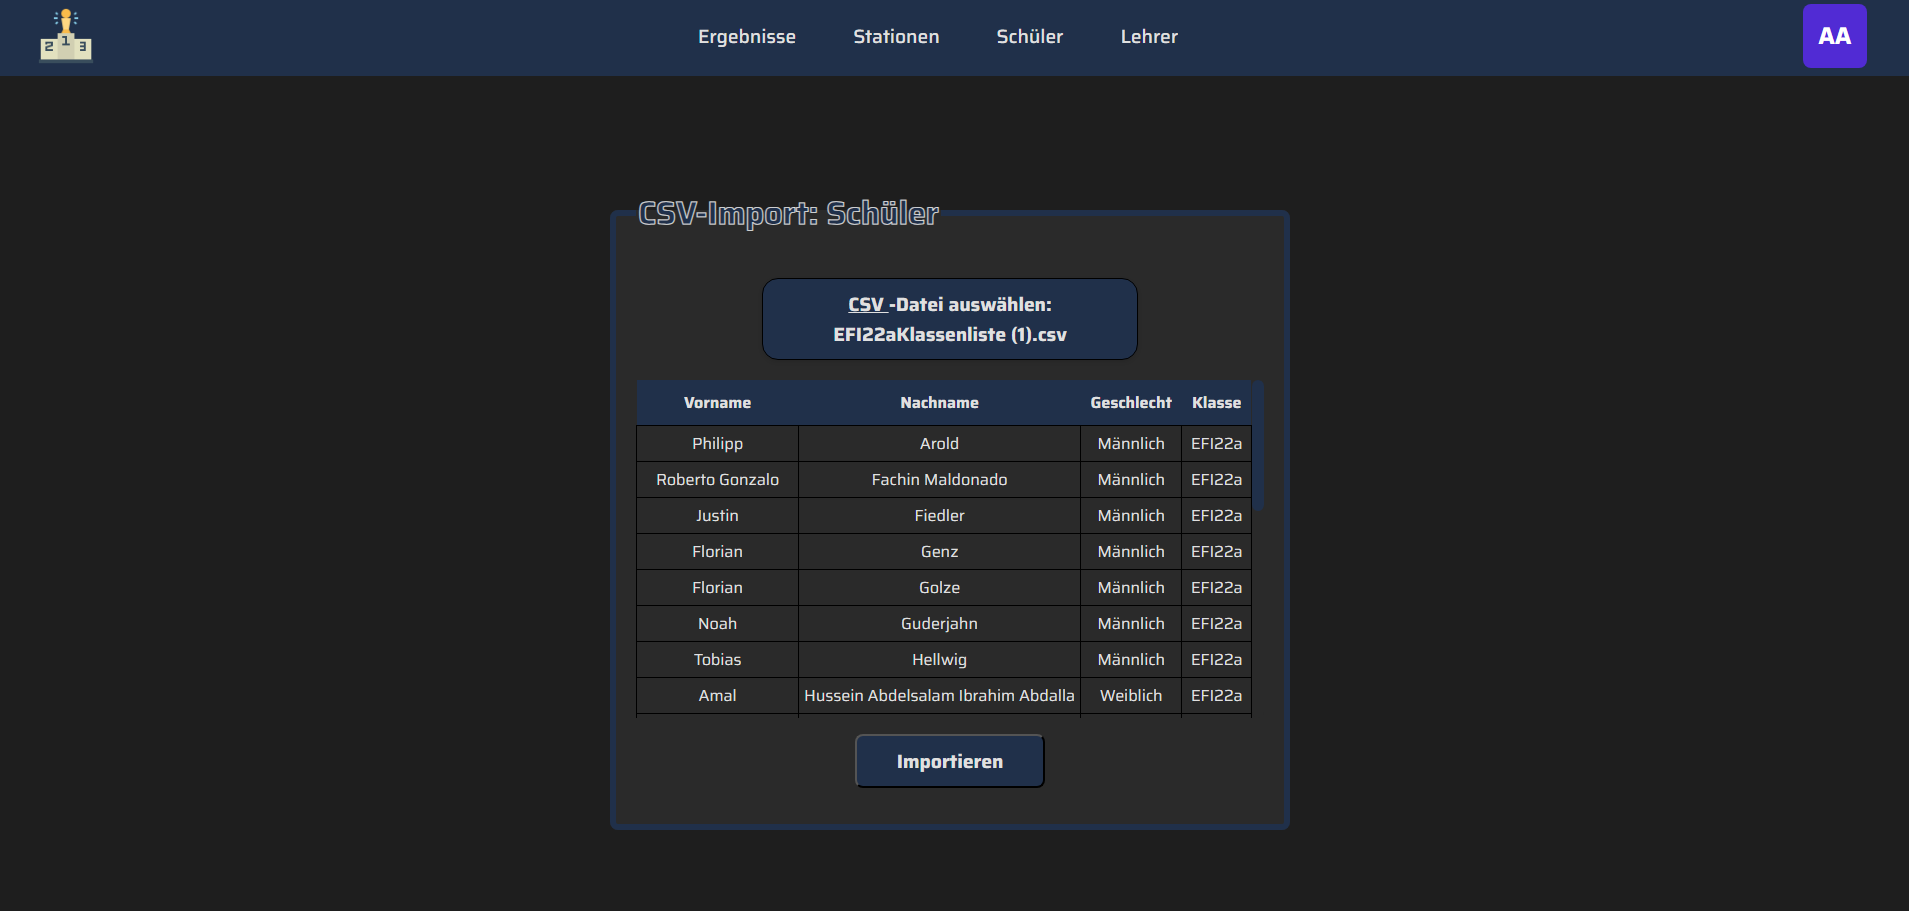 2 1 3
Ergebnisse Stationen Schüler Lehrer
AA
CSV-Import: Schüler
CSV -Datei auswählen:
EFI22aKlassenliste (1).csv
Vorname Nachname Geschlecht Klasse
Philipp Arold Männlich EFI22a
Roberto Gonzalo Fachin Maldonado Männlich EFI22a
Justin Fiedler Männlich EFI22a
Florian Genz Männlich EFI22a
Florian Golze Männlich EFI22a
Noah Guderjahn Männlich EFI22a
Tobias Hellwig Männlich EFI22a
Amal Hussein Abdelsalam Ibrahim Abdalla Weiblich EFI22a
Importieren